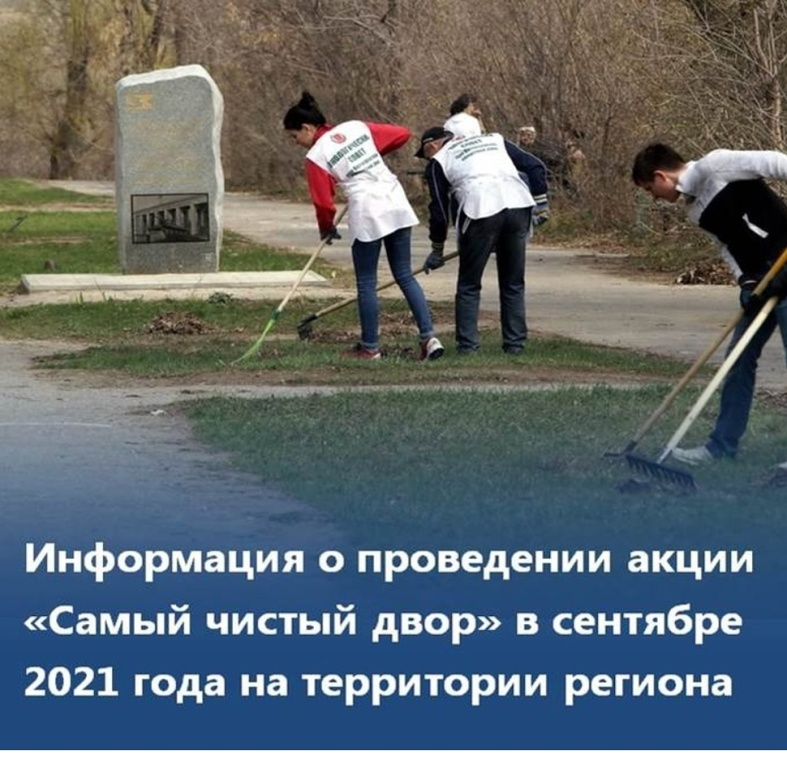 Информация о проведении акции
«Самый чистый двор» в сентябре
2021 года на территории региона